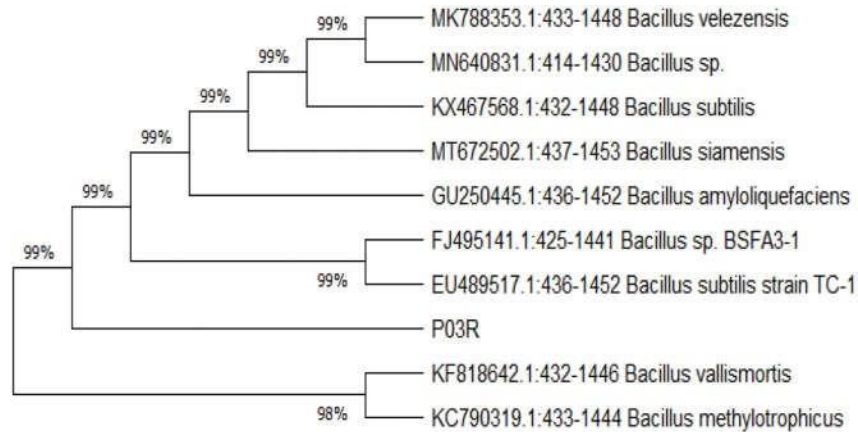 99% MK788353.1:433-1448 Bacillus velezensis
99% MN640831.1:414-1430 Bacillus sp.
99% KX467568.1:432-1448 Bacillus subtilis
99% MT672502.1:437-1453 Bacillus siamensis
99% GU250445.1:436-1452 Bacillus amyloliquefaciens
99% FJ495141.1:425-1441 Bacillus sp. BSFA3-1
99% EU489517.1:436-1452 Bacillus subtilis strain TC-1
P03R
KF818642.1:432-1446 Bacillus vallismortis
98% KC790319.1:433-1444 Bacillus methylotrophicus